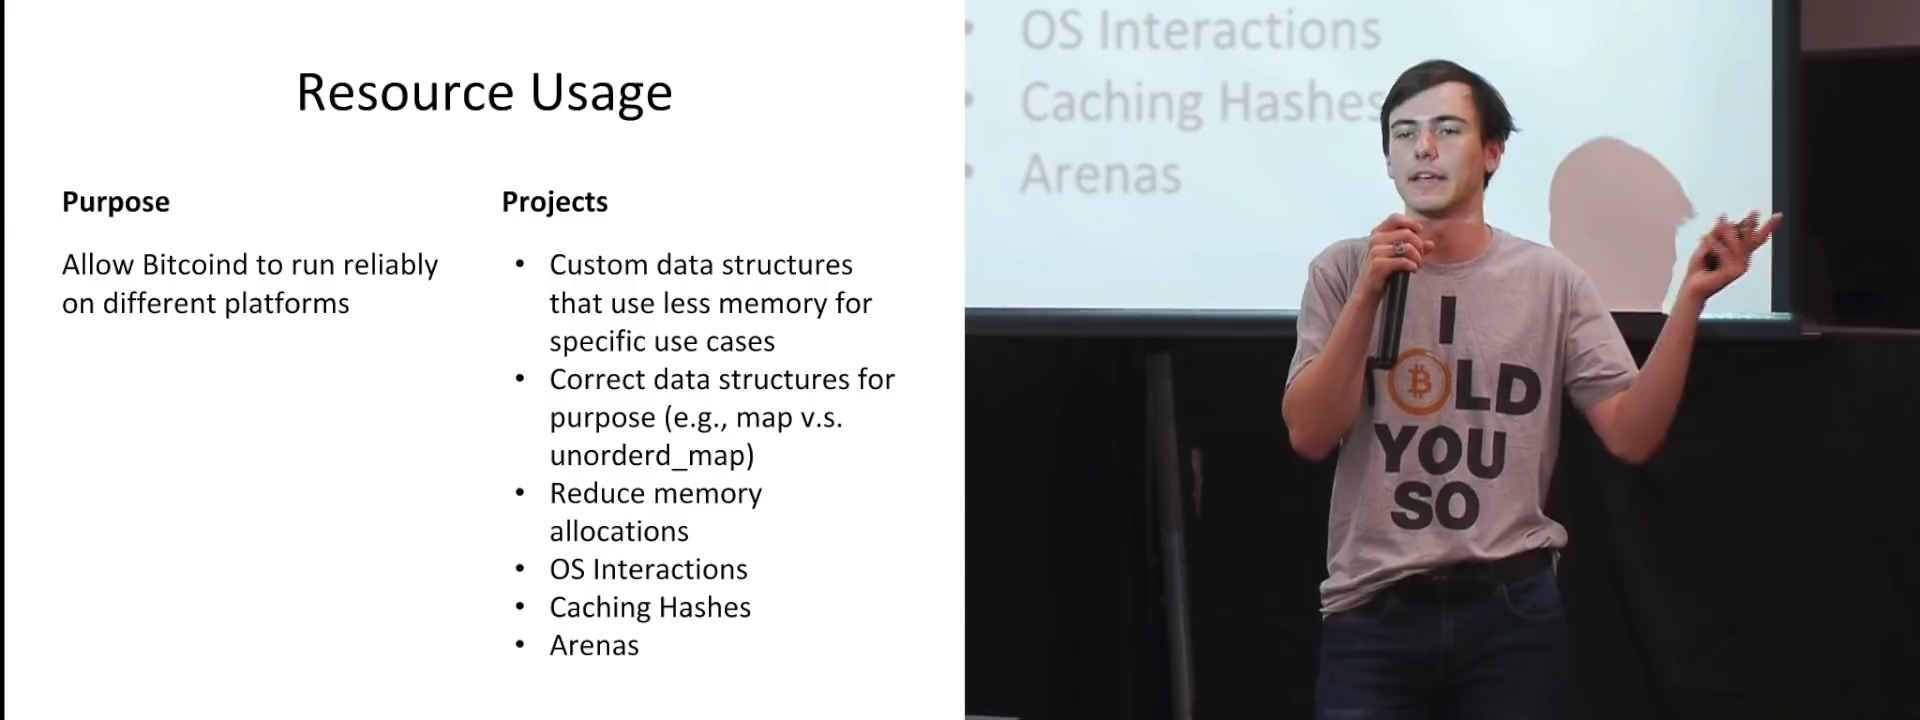 Resource Usage
Purpose
Allow Bitcoind to run reliably
on different platforms
Projects
• Custom data structures
that use less memory for
specific use cases
• Correct data structures for
purpose (e.g., map v.s.
unorderd_map)
• Reduce memory
allocations
• OS Interactions
• Caching Hashes
• Arenas
• OS Interactions
• Caching Hashes
• Arenas
I
₿LD
YOU
SO